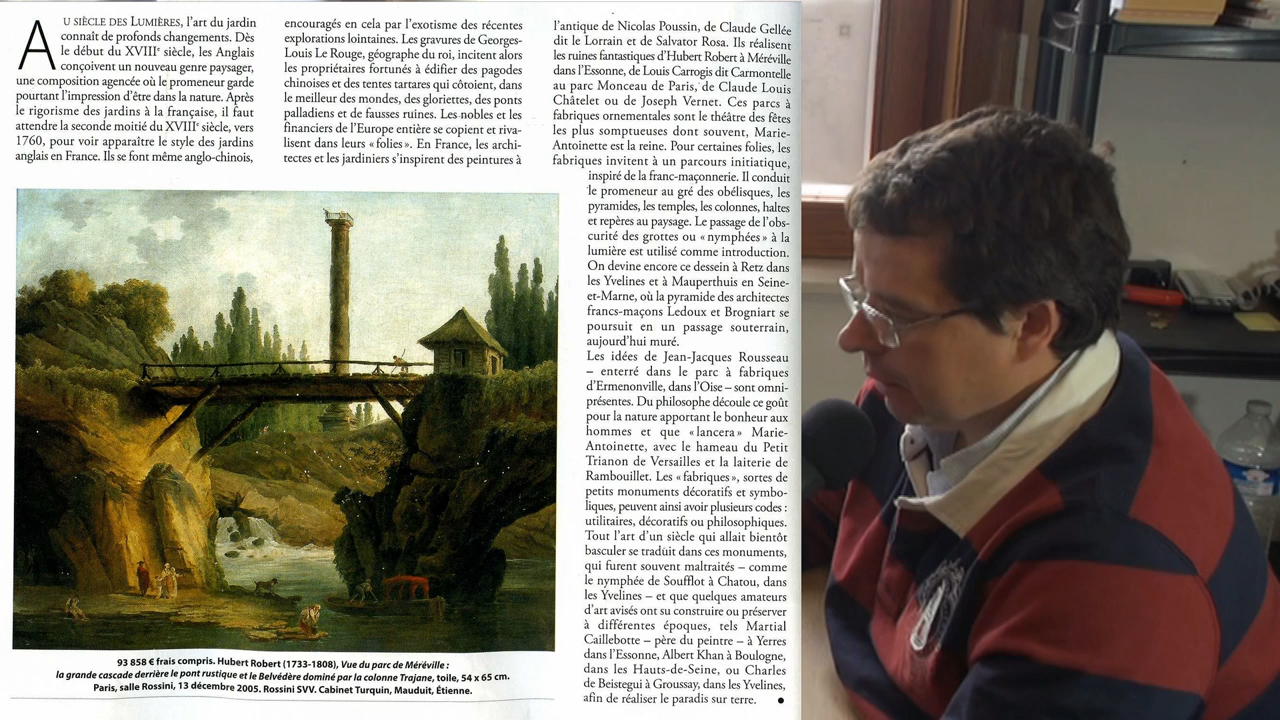 AU SIÈCLE DES LUMIÈRES, l'art du jardin
connaît de profonds changements. Dès
le début du XVIIIe siècle, les Anglais
conçoivent un nouveau genre paysager,
une composition agencée où le promeneur garde
pourtant l'impression d'être dans la nature. Après
le rigorisme des jardins à la française, il faut
attendre la seconde moitié du XVIIIe siècle, vers
1760, pour voir apparaître le style des jardins
anglais en France. Ils se font même anglo-chinois,
encouragés en cela par l'exotisme des récentes
explorations lointaines. Les gravures de Georges-
Louis Le Rouge, géographe du roi, incitent alors
les propriétaires fortunés à édifier des pagodes
chinoises et des tentes tartares qui côtoient, dans
le meilleur des mondes, des gloriettes, des ponts
palladiens et de fausses ruines. Les nobles et les
financiers de l'Europe entière se copient et riva-
lisent dans leurs «folies». En France, les archi-
tectes et les jardiniers s'inspirent des peintures à
l'antique de Nicolas Poussin, de Claude Gellée
dit le Lorrain et de Salvator Rosa. Ils réalisent
les ruines fantastiques d'Hubert Robert à Méréville
dans l'Essonne, de Louis Carrogis dit Carmontelle
au parc Monceau de Paris, de Claude Louis
Châtelet ou de Joseph Vernet. Ces parcs à
fabriques ornementales sont le théâtre des fêtes
les plus somptueuses dont souvent, Marie-
Antoinette est la reine. Pour certaines folies, les
fabriques invitent à un parcours initiatique,
inspiré de la franc-maçonnerie. Il conduit
le promeneur au gré des obélisques, les
pyramides, les temples, les colonnes, haltes
et repères au paysage. Le passage de l'obs-
curité des grottes ou «nymphées» à la
lumière est utilisé comme introduction.
On devine encore ce dessein à Retz dans
les Yvelines et à Mauperthuis en Seine-
et-Marne, où la pyramide des architectes
francs-maçons Ledoux et Brogniart se
poursuit en un passage souterrain,
aujourd'hui muré.
Les idées de Jean-Jacques Rousseau
– enterré dans le parc à fabriques
d'Ermenonville, dans l'Oise – sont omni-
présentes. Du philosophe découle ce goût
pour la nature apportant le bonheur aux
hommes et que «lancera» Marie-
Antoinette, avec le hameau du Petit
Trianon de Versailles et la laiterie de
Rambouillet. Les «fabriques», sortes de
petits monuments décoratifs et symbo-
liques, peuvent ainsi avoir plusieurs codes :
utilitaires, décoratifs ou philosophiques.
Tout l'art d'un siècle qui allait bientôt
basculer se traduit dans ces monuments,
qui furent souvent maltraités – comme
le nymphée de Soufflot à Chatou, dans
les Yvelines – et que quelques amateurs
d'art avisés ont su construire ou préserver
à différentes époques, tels Martial
Caillebotte – père du peintre – à Yerres
dans l'Essonne, Albert Khan à Boulogne,
dans les Hauts-de-Seine, ou Charles
de Beistegui à Groussay, dans les Yvelines,
afin de réaliser le paradis sur terre. ●
93 858 € frais compris. Hubert Robert (1733-1808), Vue du parc de Méréville :
la grande cascade derrière le pont rustique et le Belvédère dominé par la colonne Trajane, toile, 54 x 65 cm.
Paris, salle Rossini, 13 décembre 2005. Rossini SVV. Cabinet Turquin, Mauduit, Étienne.